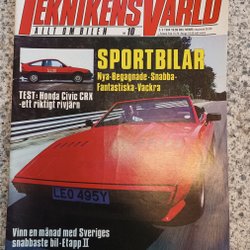 TEKNIKENS VÄRLD
ALLT OM BILEN
10
SPORTBILAR
Nya-Begagnade-Snabba-
Fantastiska-Vackra
TEST: Honda Civic CRX
-ett riktigt rivjärn
LEO 495Y
Vinn en månad med Sveriges
snabbaste bil-Etapp II